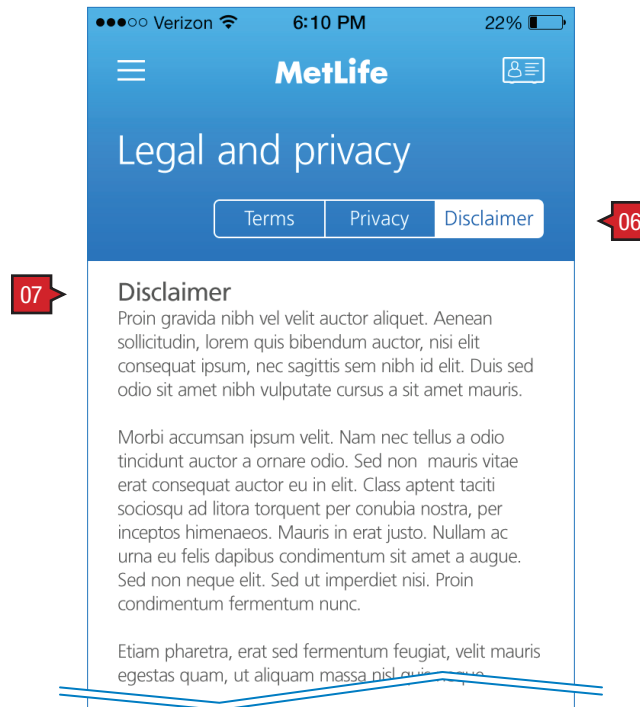 Verizon 6:10 PM 22%
MetLife
Legal and privacy
Terms Privacy Disclaimer
06
07
Disclaimer
Proin gravida nibh vel velit auctor aliquet. Aenean
sollicitudin, lorem quis bibendum auctor, nisi elit
consequat ipsum, nec sagittis sem nibh id elit. Duis sed
odio sit amet nibh vulputate cursus a sit amet mauris.
Morbi accumsan ipsum velit. Nam nec tellus a odio
tincidunt auctor a ornare odio. Sed non mauris vitae
erat consequat auctor eu in elit. Class aptent taciti
sociosqu ad litora torquent per conubia nostra, per
inceptos himenaeos. Mauris in erat justo. Nullam ac
urna eu felis dapibus condimentum sit amet a augue.
Sed non neque elit. Sed ut imperdiet nisi. Proin
condimentum fermentum nunc.
Etiam pharetra, erat sed fermentum feugiat, velit mauris
egestas quam, ut aliquam massa nisl quis